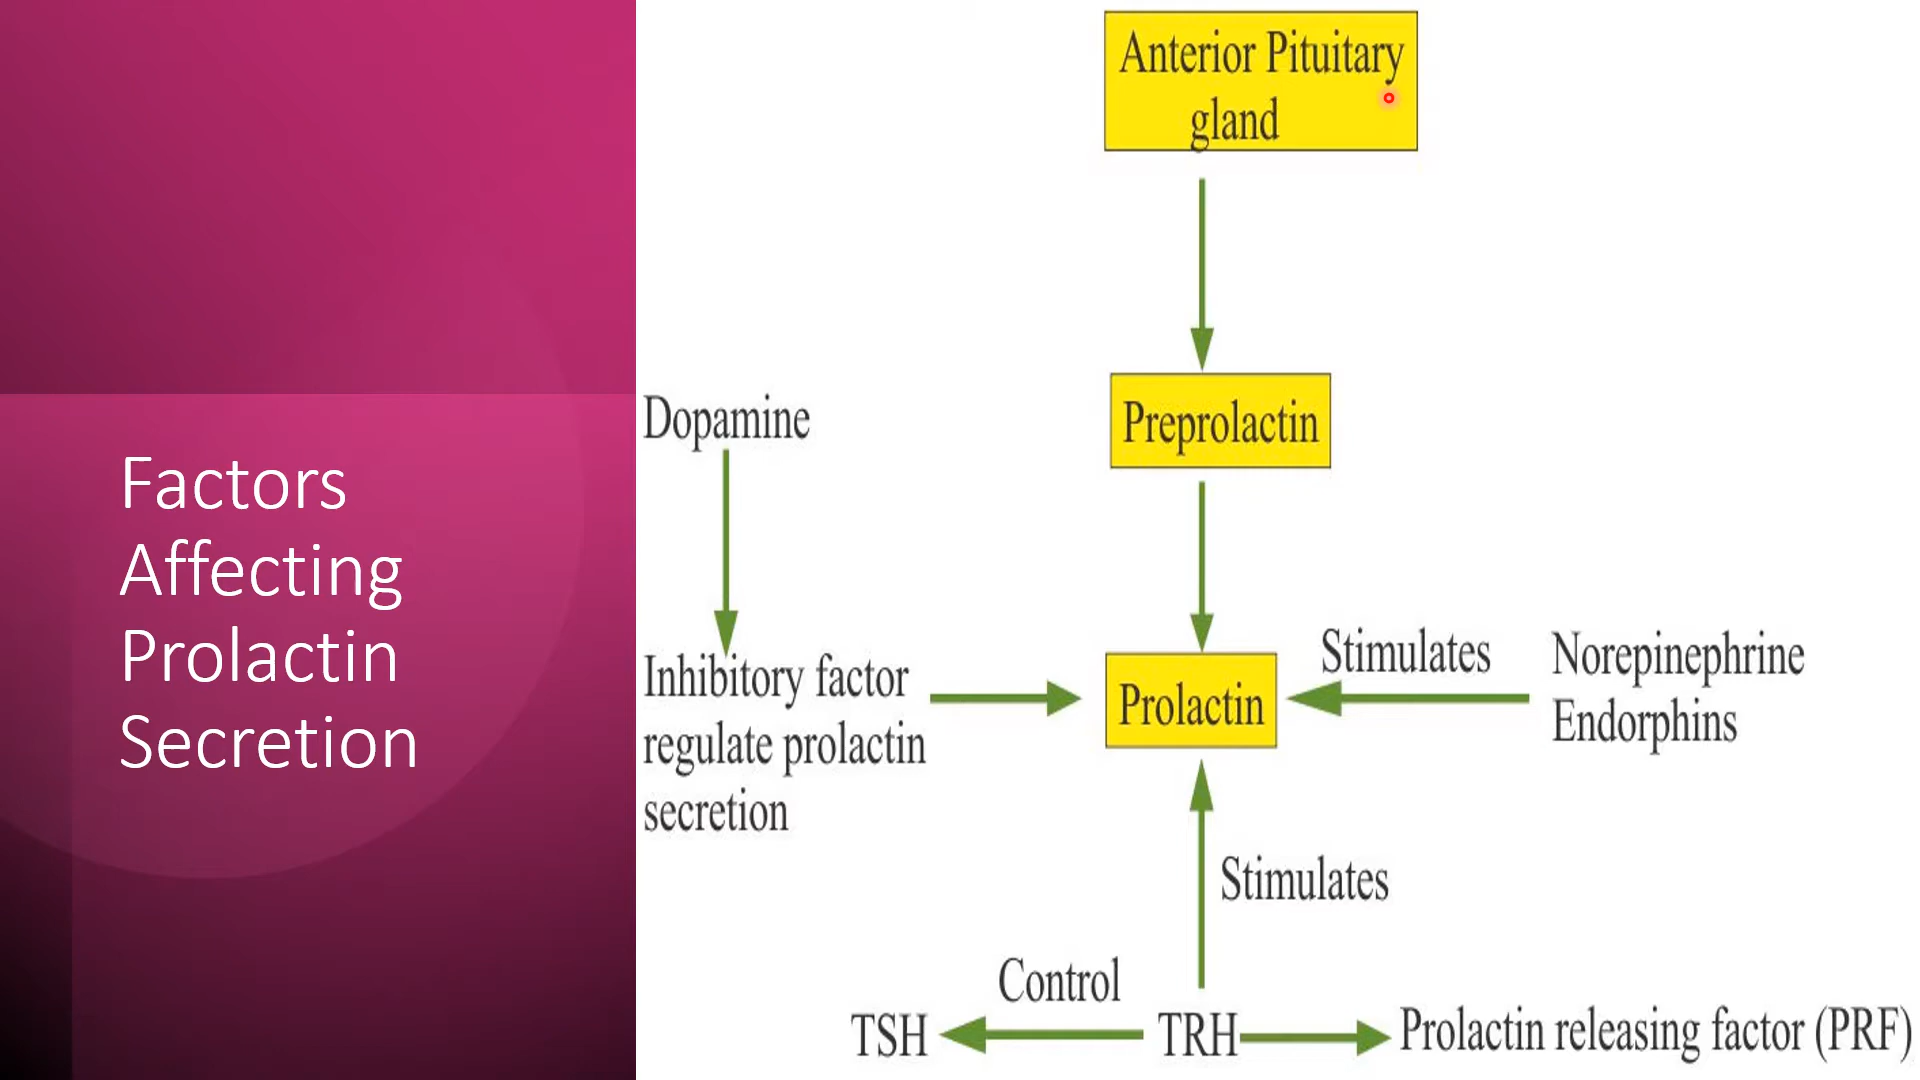 Factors
Affecting
Prolactin
Secretion
Anterior Pituitary
gland
Preprolactin
Dopamine
Inhibitory factor
regulate prolactin
secretion
Prolactin
Stimulates
Norepinephrine
Endorphins
Stimulates
Control
TSH
TRH
Prolactin releasing factor (PRF)